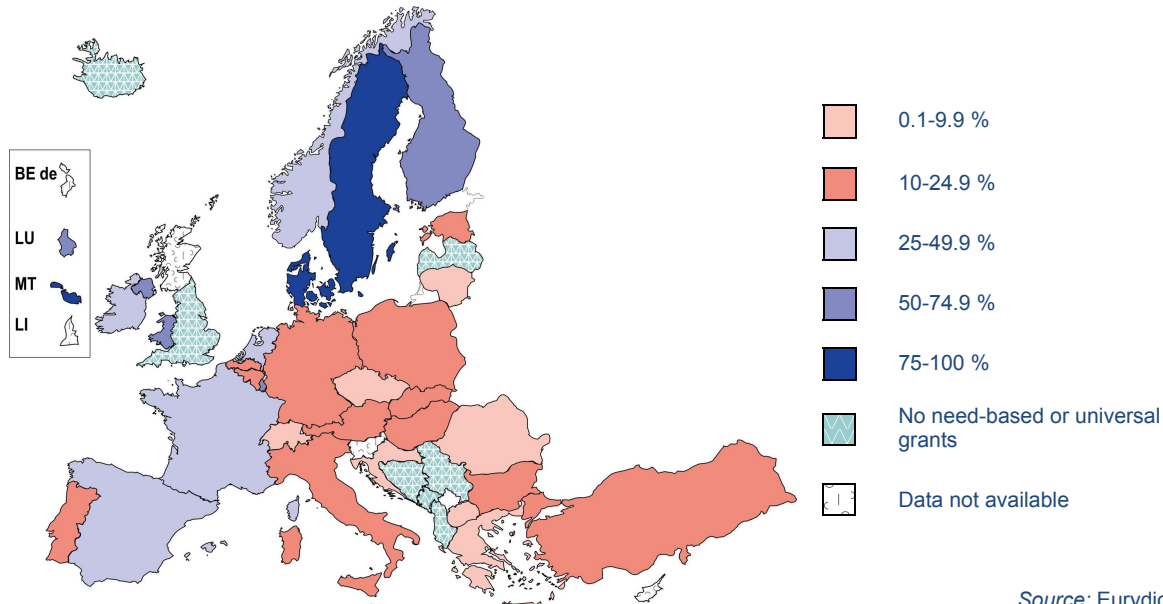 BE de
LU
MT
LI
0.1-9.9 %
10-24.9 %
25-49.9 %
50-74.9 %
75-100 %
No need-based or universal
grants
Data not available
Source: